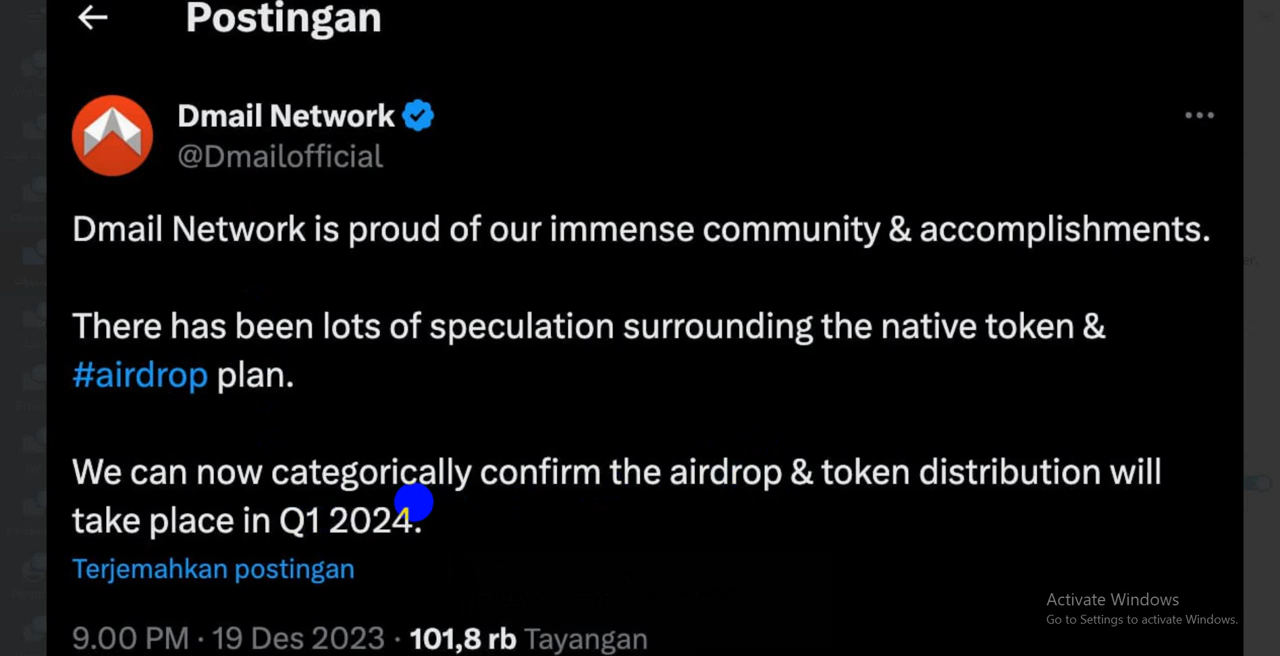 Postingan
Dmail Network
@Dmailofficial
Dmail Network is proud of our immense community & accomplishments.
There has been lots of speculation surrounding the native token &
#airdrop plan.
We can now categorically confirm the airdrop & token distribution will
take place in Q1 2024.
Terjemahkan postingan
Activate Windows
Go to Settings to activate Windows.
9.00 PM · 19 Des 2023 · 101,8 rb Tayangan